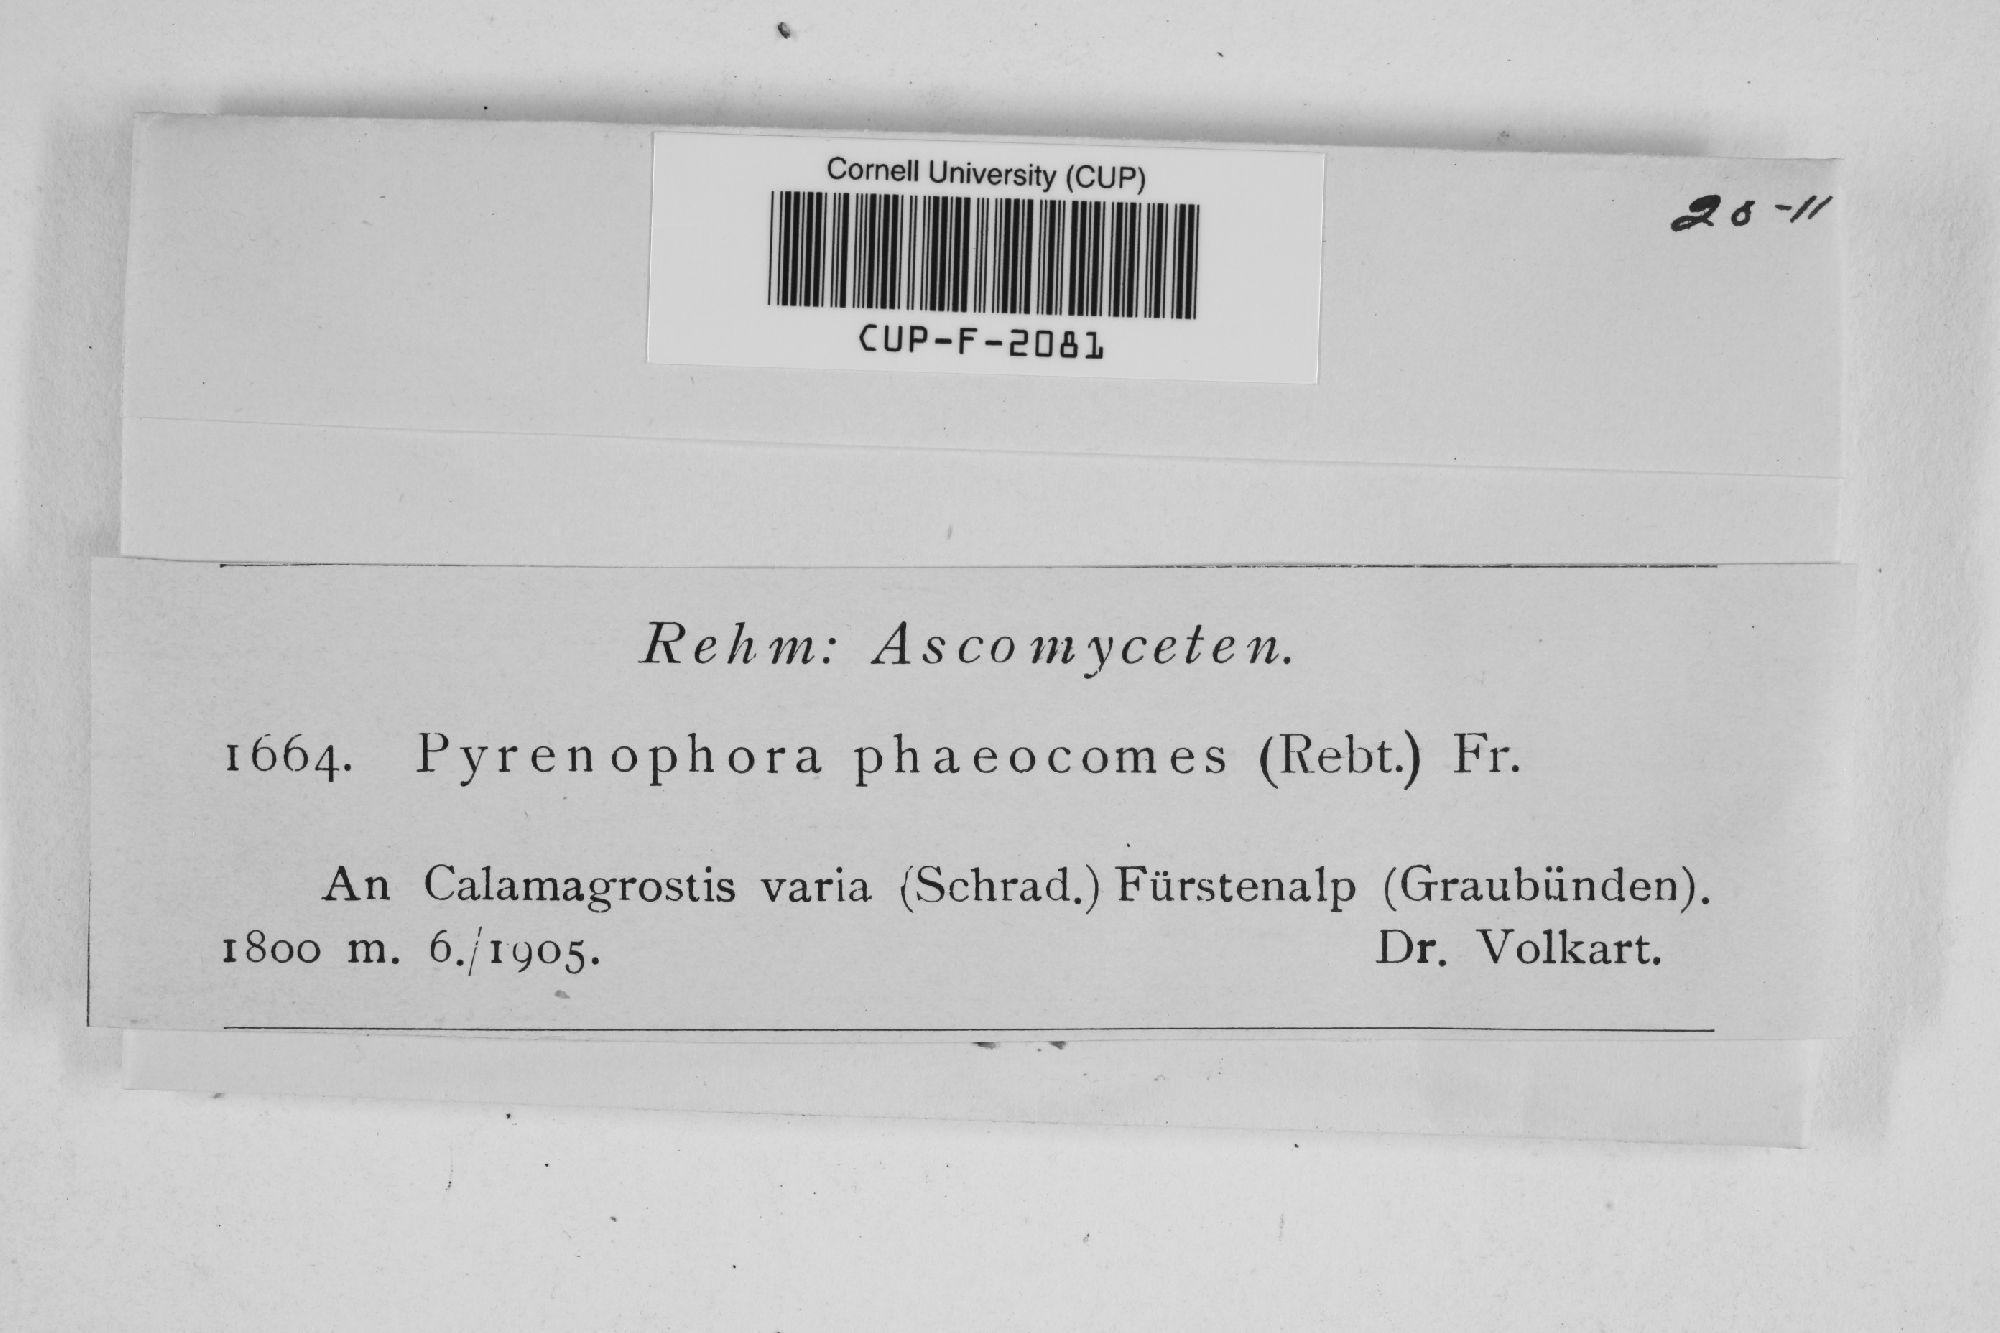 Cornell University (CUP)
CUP-F-2081
20-11
Rehm: Ascomyceten.
1664. Pyrenophora phaeocomes (Rebt.) Fr.
An Calamagrostis varia (Schrad.) Fürstenalp (Graubünden).
1800 m. 6./1905. Dr. Volkart.